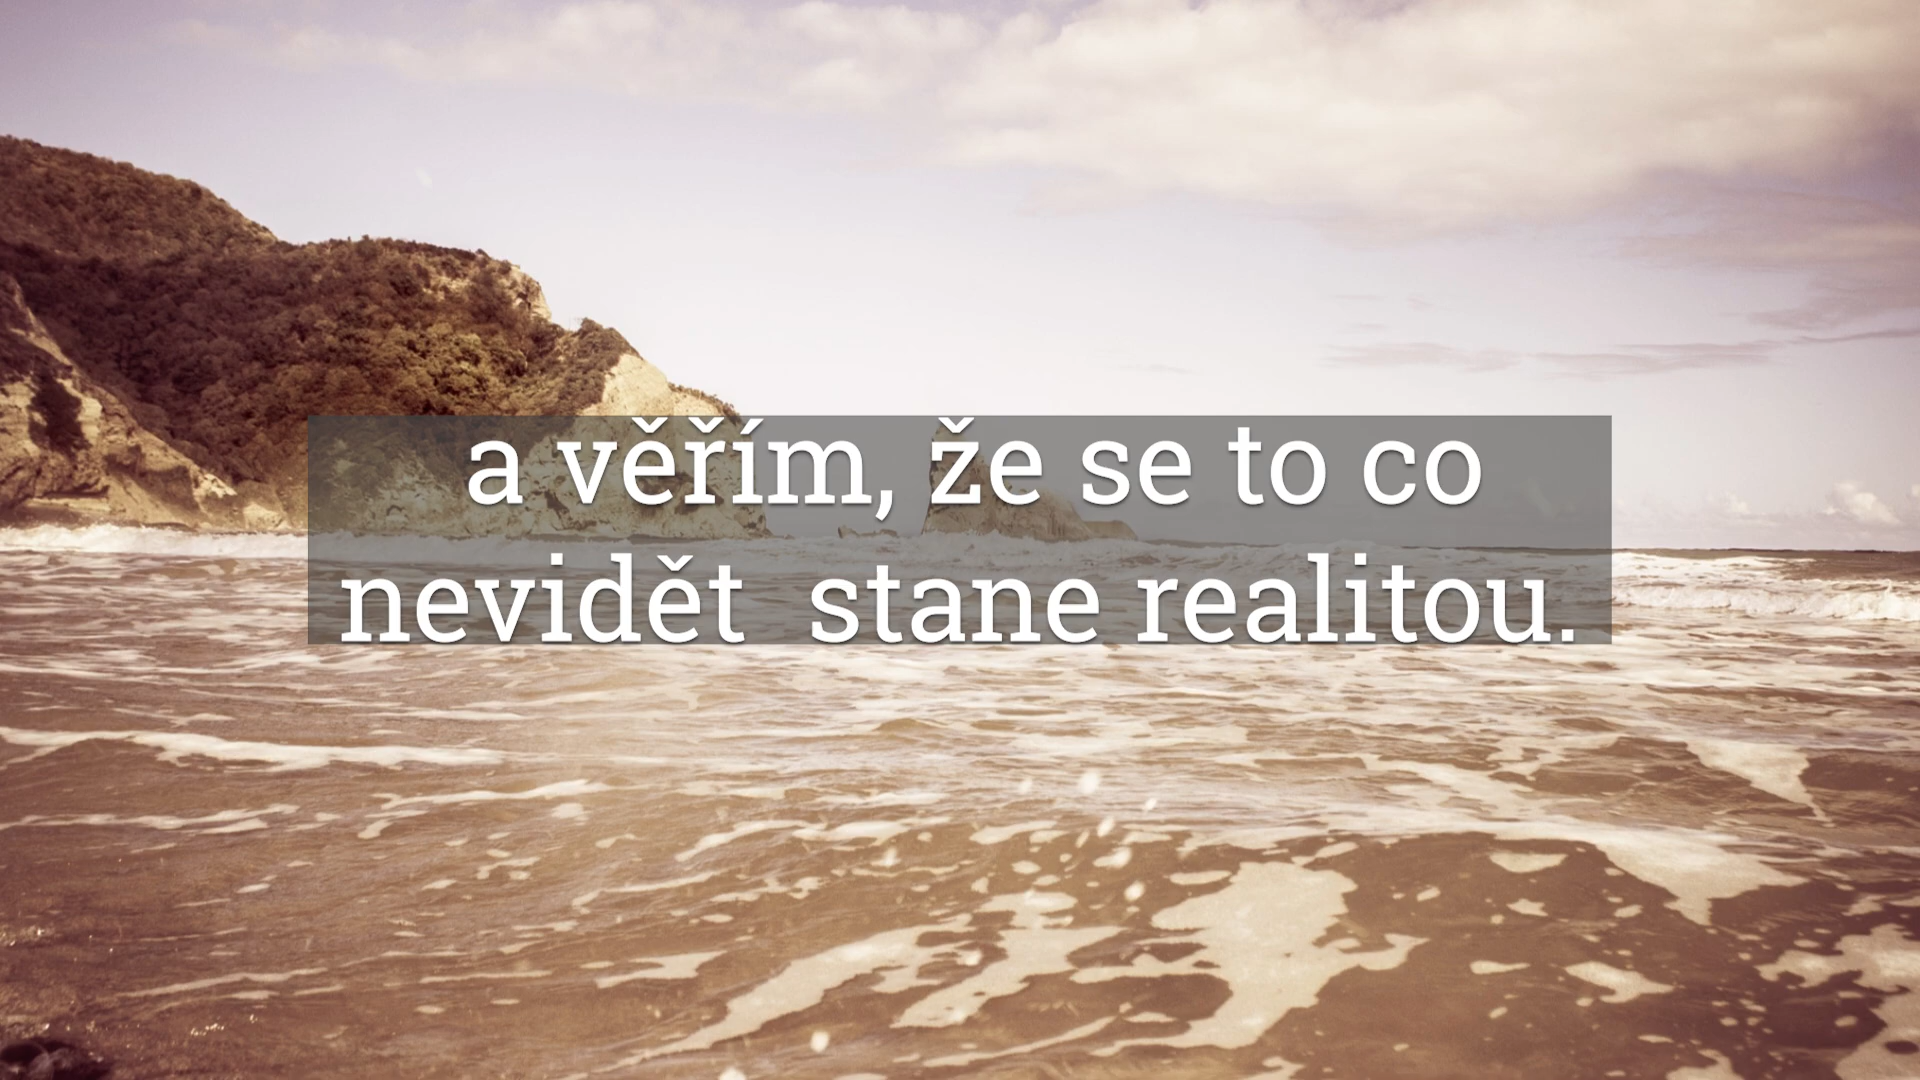 a věřím, že se to co
nevidět  stane realitou.